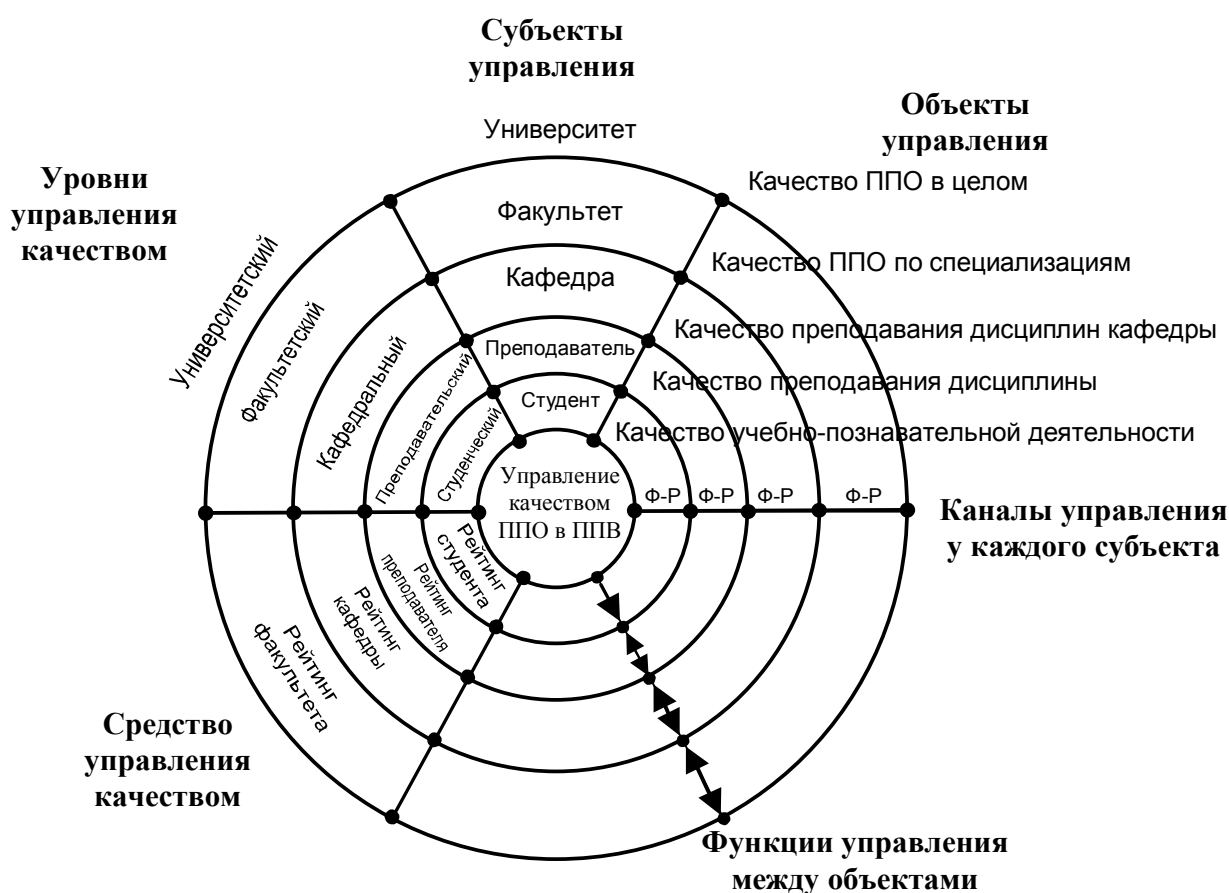 Субъекты
управления
Объекты
управления
Уровни
управления
качеством
Университет
Факультет
Кафедра
Преподаватель
Студент
Качество ППО в целом
Качество ППО по специализациям
Качество преподавания дисциплин кафедры
Качество преподавания дисциплины
Качество учебно-познавательной деятельности
Университетский
Факультетский
Кафедральный
Преподавательский
Студенческий
Управление
качеством
ППО в ППВ
Ф-Р
Ф-Р
Ф-Р
Ф-Р
Каналы управления
у каждого субъекта
Рейтинг
студента
Рейтинг
преподавателя
Рейтинг
кафедры
Рейтинг
факультета
Средство
управления
качеством
Функции управления
между объектами